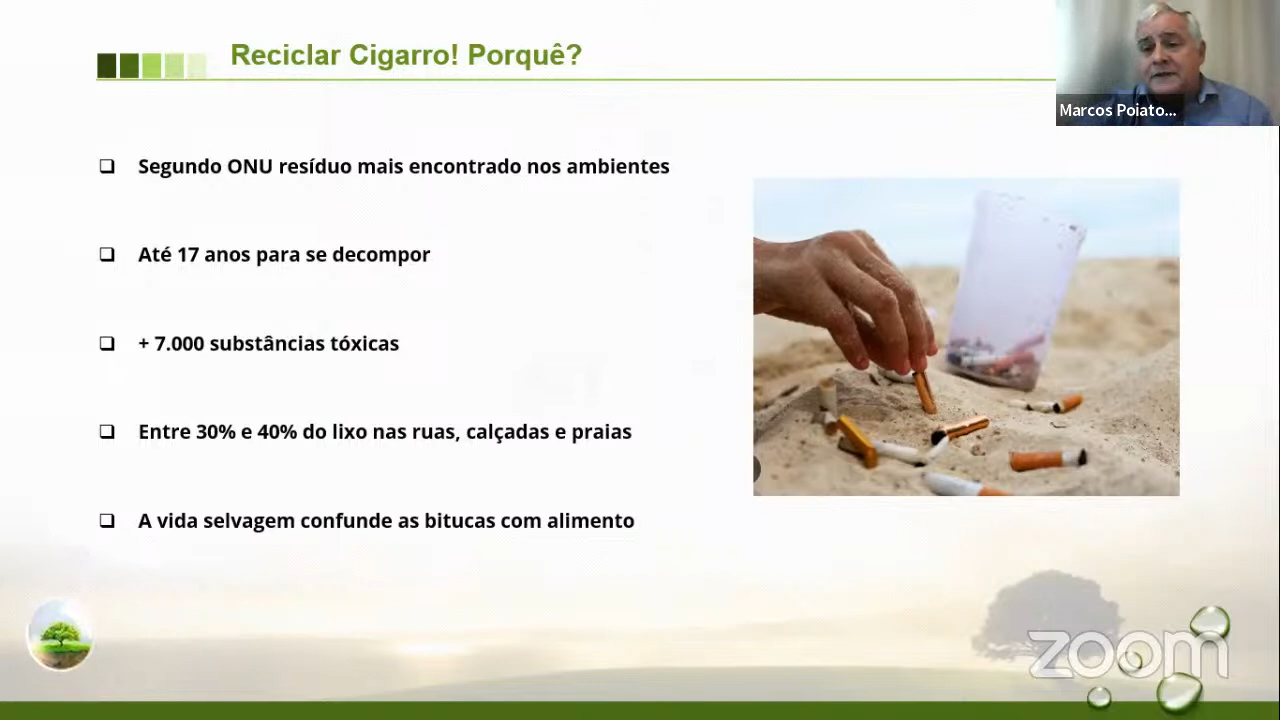 Reciclar Cigarro! Porquê?
Marcos Poiato...
Segundo ONU resíduo mais encontrado nos ambientes
Até 17 anos para se decompor
+ 7.000 substâncias tóxicas
Entre 30% e 40% do lixo nas ruas, calçadas e praias
A vida selvagem confunde as bitucas com alimento
zoom